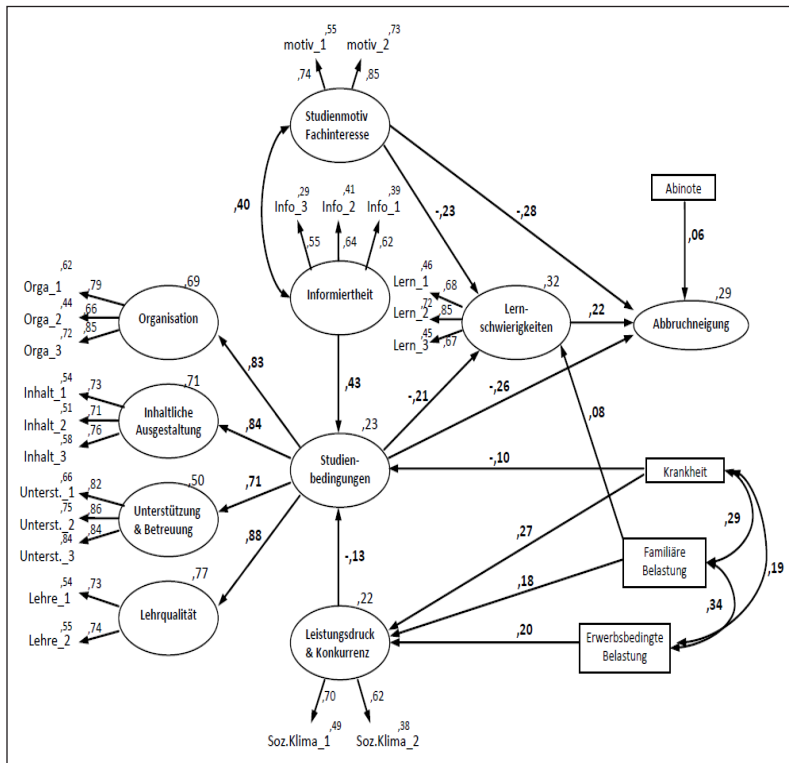 ,55
,73
motiv_1
motiv_2
,74
,85
Studienmotiv
Fachinteresse
,40
-,23
-,28
Abinote
,06
,29
,41
,39
Info_3
Info_2
Info_1
,55
,64
,62
Informiertheit
,43
,46
Lern_1
,68
,72
Lern_2
,85
,45
Lern_3
,67
,32
Lern-
schwierigkeiten
,22
,29
Abbruchneigung
,62
Orga_1
,79
,44
Orga_2
,66
,85
,72
Orga_3
,69
Organisation
,83
,54
Inhalt_1
,73
,51
Inhalt_2
,71
,76
,58
Inhalt_3
,71
Inhaltliche
Ausgestaltung
,84
-,21
-,26
,08
,23
Studien-
bedingungen
-,10
Krankheit
,66
Unterst._1
,82
,75
Unterst._2
,86
,84
,84
Unterst._3
,50
Unterstützung
& Betreuung
,71
,88
-,13
,27
,29
Familiäre
Belastung
,18
,19
,34
,54
Lehre_1
,73
,55
Lehre_2
,74
,77
Lehrqualität
,22
Leistungsdruck
& Konkurrenz
,20
Erwerbsbedingte
Belastung
,70
,62
,49
,38
Soz.Klima_1
Soz.Klima_2